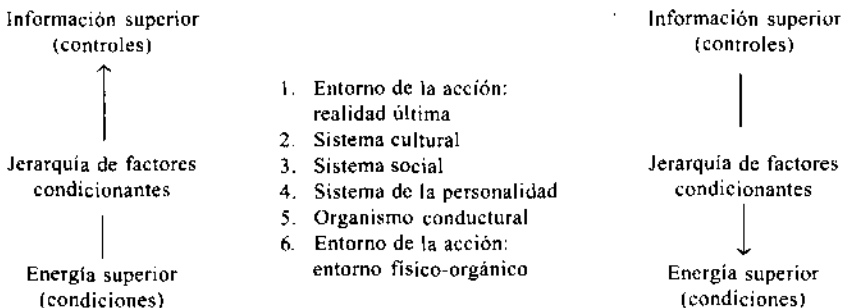 Información superior
(controles)
Jerarquía de factores
condicionantes
Energía superior
(condiciones)
1. Entorno de la acción:
realidad última
2. Sistema cultural
3. Sistema social
4. Sistema de la personalidad
5. Organismo conductural
6. Entorno de la acción:
entorno físico-orgánico
Información superior
(controles)
Jerarquía de factores
condicionantes
Energía superior
(condiciones)